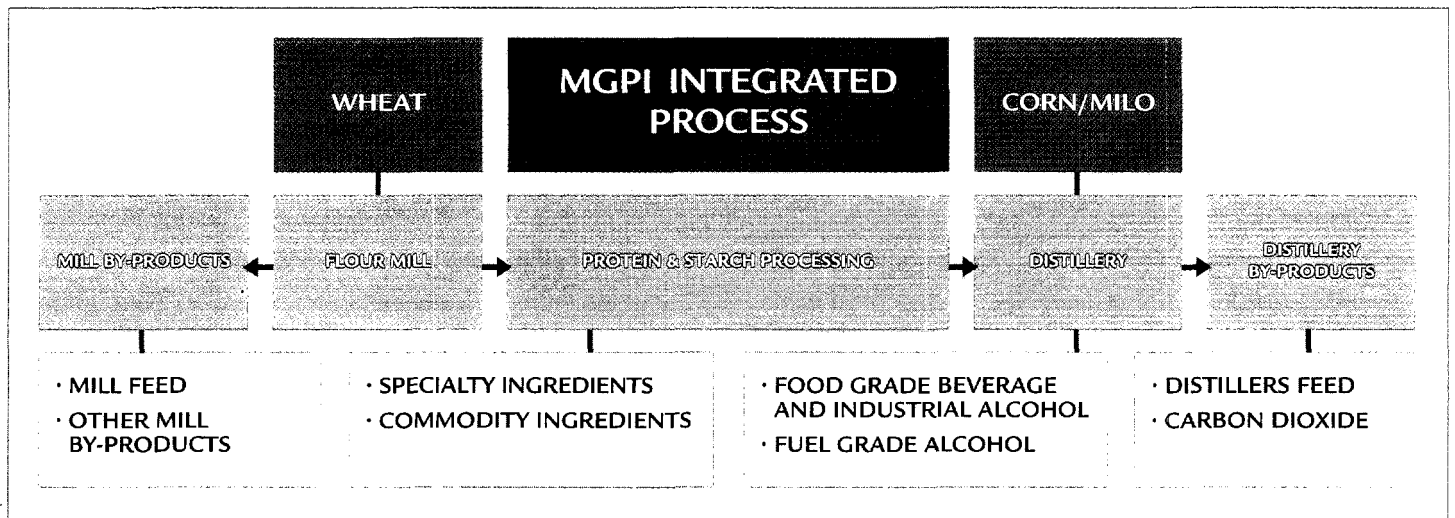 WHEAT
MGPI INTEGRATED
PROCESS
CORN/MILO
MILL BY-PRODUCTS
FLOUR MILL
PROTEIN & STARCH PROCESSING
DISTILLERY
DISTILLERY
BY-PRODUCTS
· MILL FEED
· OTHER MILL
BY-PRODUCTS
· SPECIALTY INGREDIENTS
· COMMODITY INGREDIENTS
· FOOD GRADE BEVERAGE
AND INDUSTRIAL ALCOHOL
· FUEL GRADE ALCOHOL
· DISTILLERS FEED
· CARBON DIOXIDE